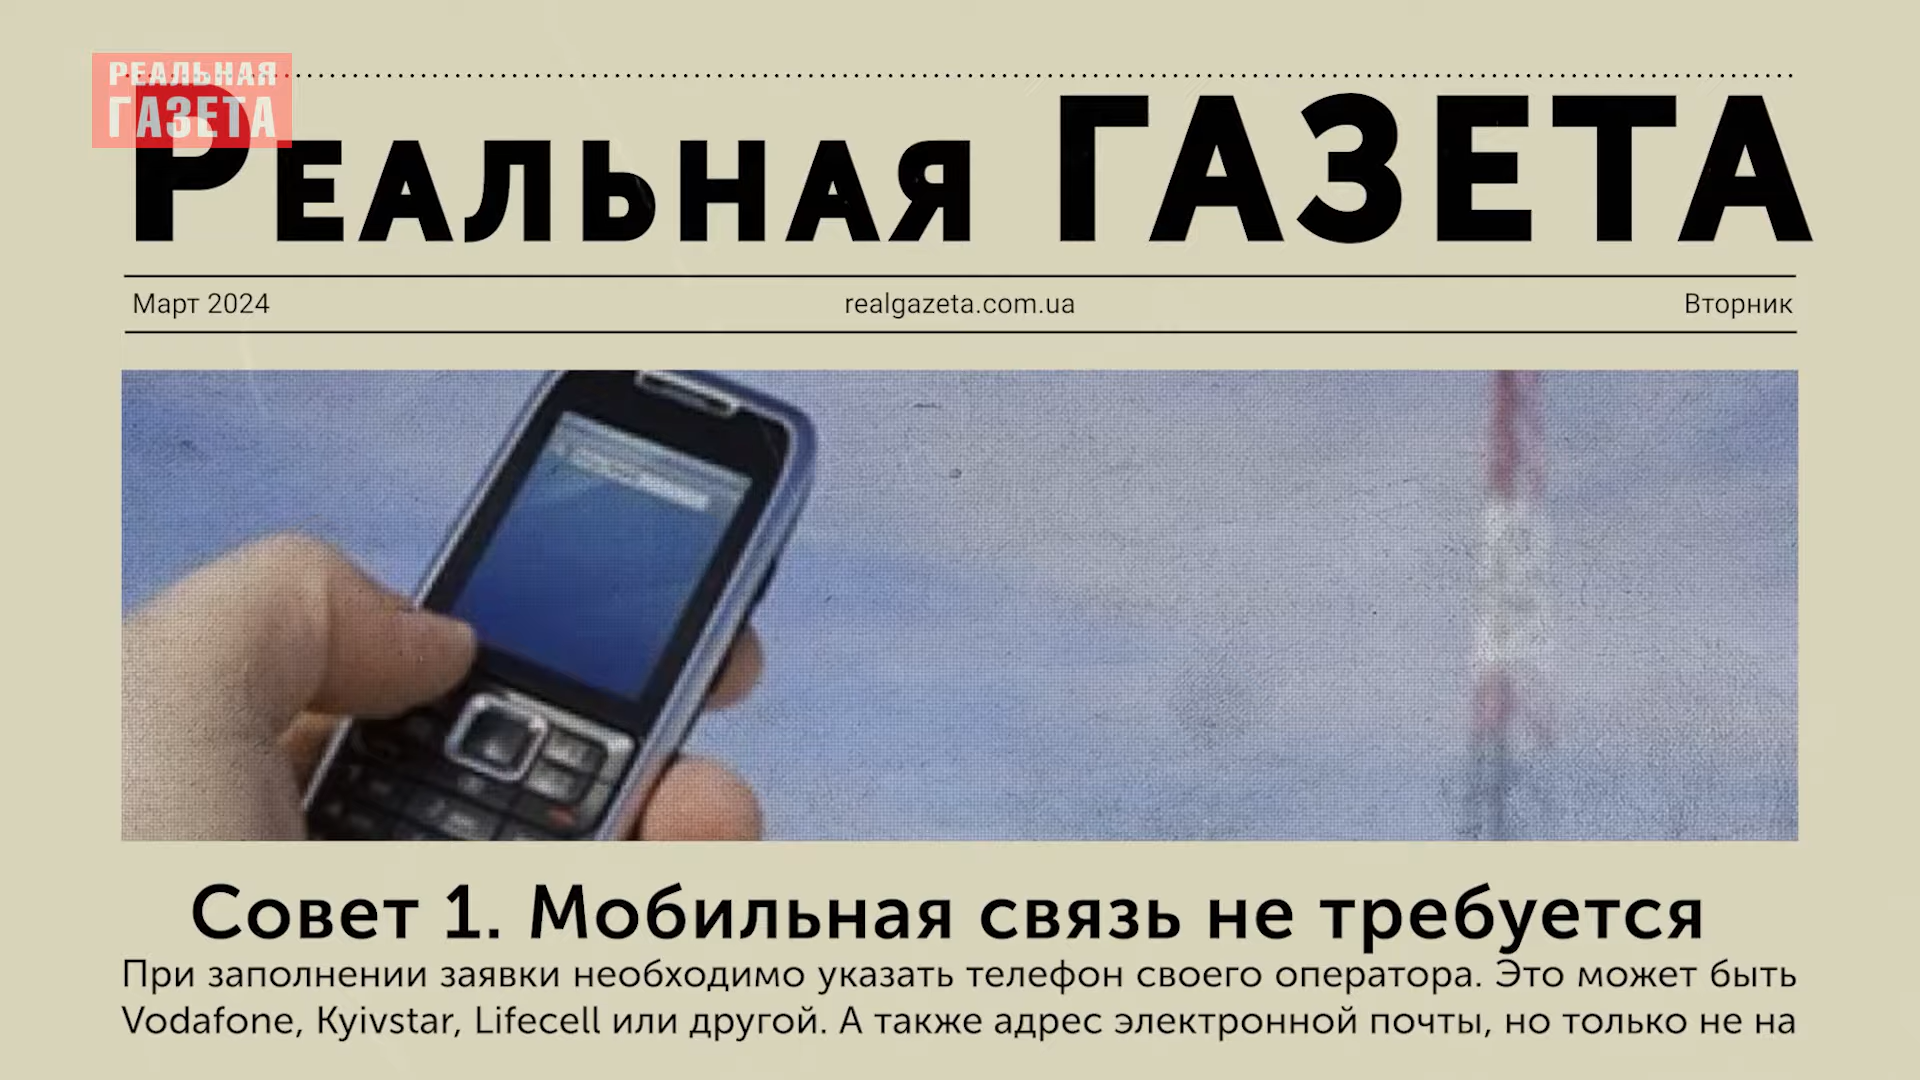 РЕАЛЬНАЯ
ГАЗЕТА
Реальная ГАЗЕТА
Март 2024
realgazeta.com.ua
Вторник
Совет 1. Мобильная связь не требуется
При заполнении заявки необходимо указать телефон своего оператора. Это может быть
Vodafone, Kyivstar, Lifecell или другой. А также адрес электронной почты, но только не на